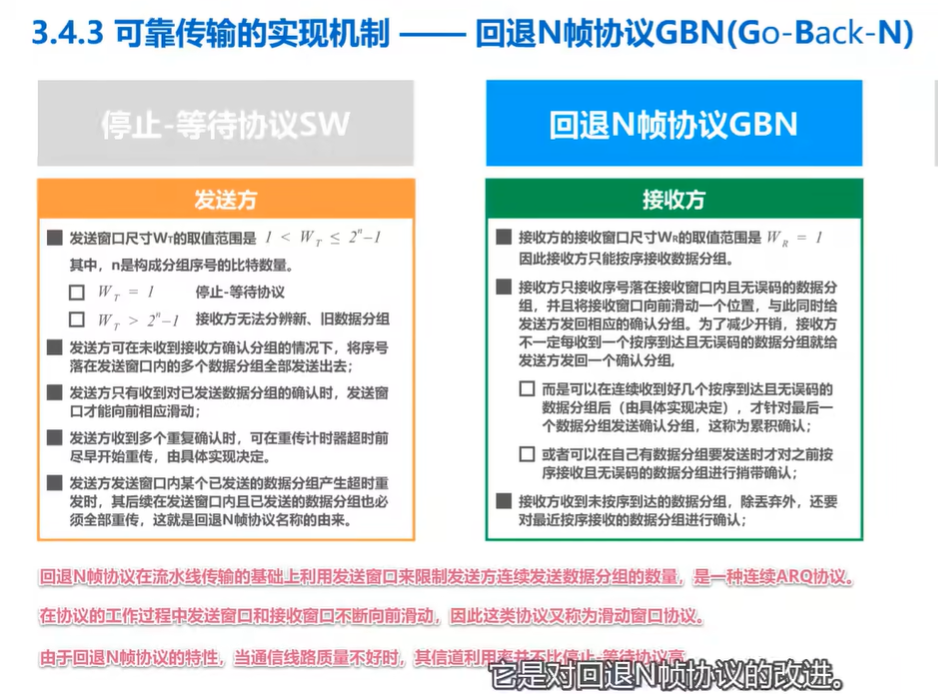 3.4.3 可靠传输的实现机制 —— 回退N帧协议GBN(Go-Back-N)
停止-等待协议SW
回退N帧协议GBN
发送方
发送窗口尺寸WT的取值范围是 1 < WT ≤ 2^n–1
其中，n是构成分组序号的比特数量。
WT = 1 停止-等待协议
WT > 2^n–1 接收方无法分辨新、旧数据分组
发送方可在未收到接收方确认分组的情况下，将序号
落在发送窗口内的多个数据分组全部发送出去；
发送方只有收到对已发送数据分组的确认时，发送窗
口才能向前相应滑动；
发送方收到多个重复确认时，可在重传计时器超时前
尽早开始重传，由具体实现决定。
发送方发送窗口内某个已发送的数据分组产生超时重
发时，其后续在发送窗口内且已发送的数据分组也必
须全部重传，这就是回退N帧协议名称的由来。
接收方
接收方的接收窗口尺寸WR的取值范围是 WR = 1
因此接收方只能按序接收数据分组。
接收方只接收序号落在接收窗口内且无误码的数据分
组，并且将接收窗口向前滑动一个位置，与此同时给
发送方发回相应的确认分组。为了减少开销，接收方
不一定每收到一个按序到达且无误码的数据分组就给
发送方发回一个确认分组，
而是可以在连续收到好几个按序到达且无误码的
数据分组后（由具体实现决定），才针对最后一
个数据分组发送确认分组，这称为累积确认；
或者可以在自己有数据分组要发送时才对之前按
序接收且无误码的数据分组进行捎带确认；
接收方收到未按序到达的数据分组，除丢弃外，还要
对最近按序接收的数据分组进行确认；
回退N帧协议在流水线传输的基础上利用发送窗口来限制发送方连续发送数据分组的数量，是一种连续ARQ协议。
在协议的工作过程中发送窗口和接收窗口不断向前滑动，因此这类协议又称为滑动窗口协议。
由于回退N帧协议的特性，当通信线路质量不好时，其信道利用率并不比停止-等待协议高
它是对回退N帧协议的改进。